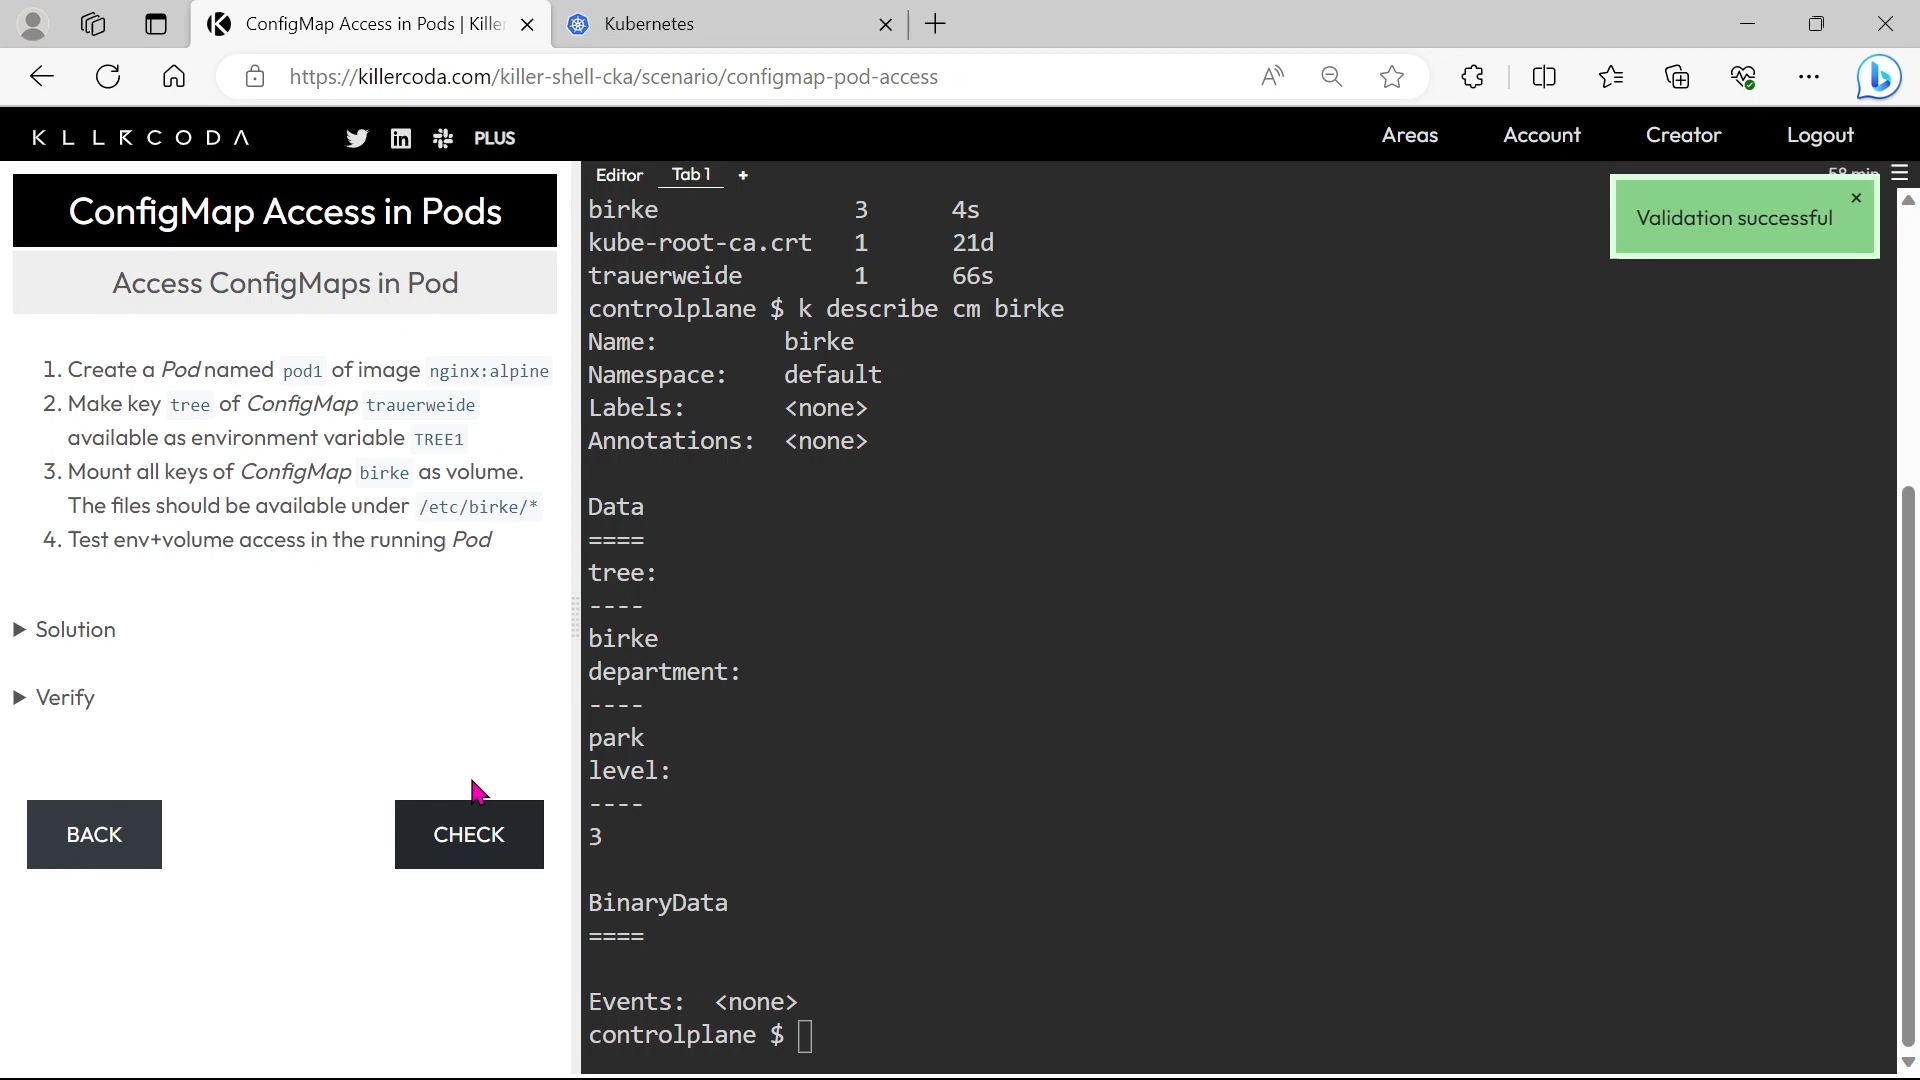 ConfigMap Access in Pods | Killer
Kubernetes
https://killercoda.com/killer-shell-cka/scenario/configmap-pod-access
KLLRCODA
PLUS
Areas
Account
Creator
Logout
ConfigMap Access in Pods
Access ConfigMaps in Pod
1. Create a Pod named pod1 of image nginx:alpine
2. Make key tree of ConfigMap trauerweide
available as environment variable TREE1
3. Mount all keys of ConfigMap birke as volume.
The files should be available under /etc/birke/*
4. Test env+volume access in the running Pod
Solution
Verify
BACK
CHECK
Editor
Tab 1
+
58 min
Validation successful
×
birke 3 4s
kube-root-ca.crt 1 21d
trauerweide 1 66s
controlplane $ k describe cm birke
Name: birke
Namespace: default
Labels: <none>
Annotations: <none>
Data
====
tree:
----
birke
department:
----
park
level:
----
3
BinaryData
====
Events: <none>
controlplane $